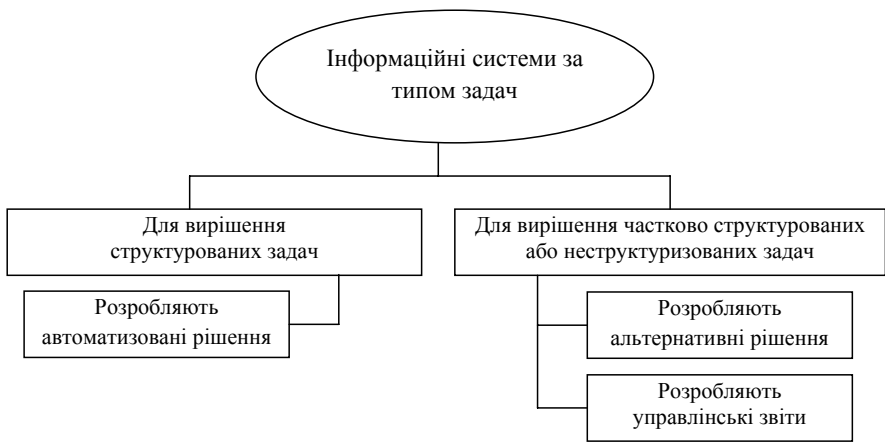 Інформаційні системи за
типом задач
Для вирішення
структурованих задач
Для вирішення частково структурованих
або неструктуризованих задач
Розробляють
автоматизовані рішення
Розробляють
альтернативні рішення
Розробляють
управлінські звіти